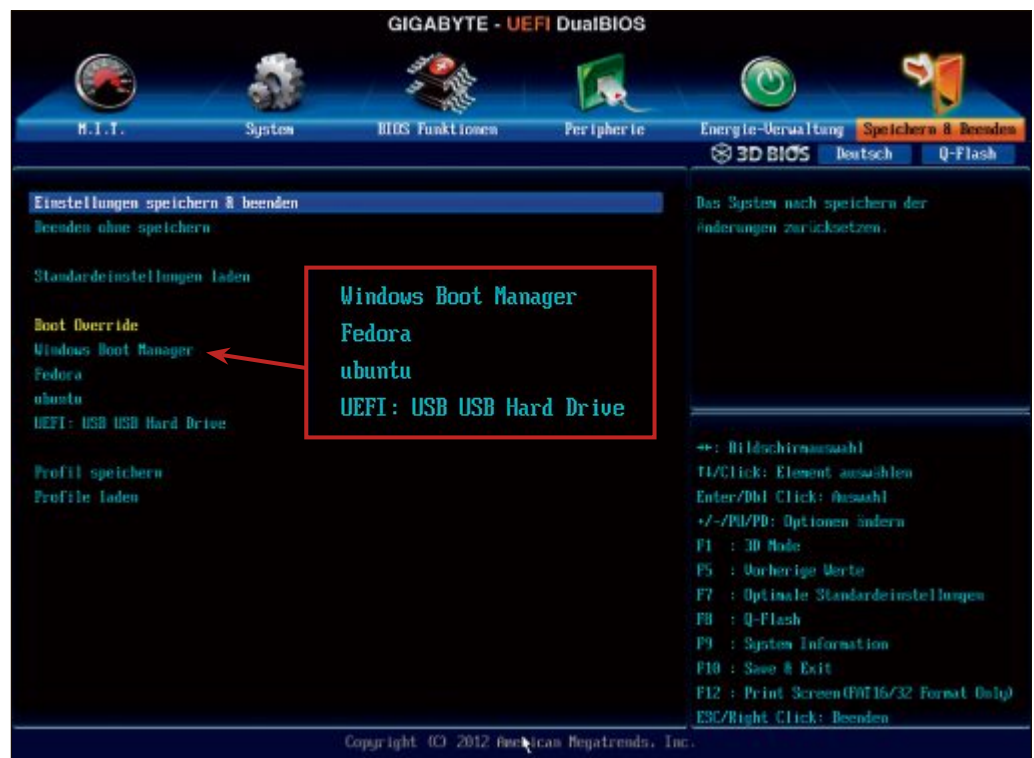 GIGABYTE - UEFI DualBIOS
M.I.T.
System
BIOS Funktionen
Peripherie
Energie-Verwaltung
Speichern & Beenden
3D BIOS
Deutsch
Q-Flash
Einstellungen speichern & beenden
Beenden ohne speichern
Standardeinstellungen laden
Boot Override
Windows Boot Manager
Fedora
ubuntu
UEFI: USB USB Hard Drive
Profil speichern
Profile laden
Windows Boot Manager
Fedora
ubuntu
UEFI: USB USB Hard Drive
Das System nach speichern der
Änderungen zurücksetzen.
→←: Bildschirmauswahl
↑↓/Click: Element auswählen
Enter/Dbl Click: Auswahl
+/-/PU/PD: Optionen ändern
F1 : 3D Mode
F5 : Vorherige Werte
F7 : Optimale Standardeinstellungen
F8 : Q-Flash
F9 : System Information
F10 : Save & Exit
F12 : Print Screen(FAT16/32 Format Only)
ESC/Right Click: Beenden
Copyright (C) 2012 American Megatrends, Inc.